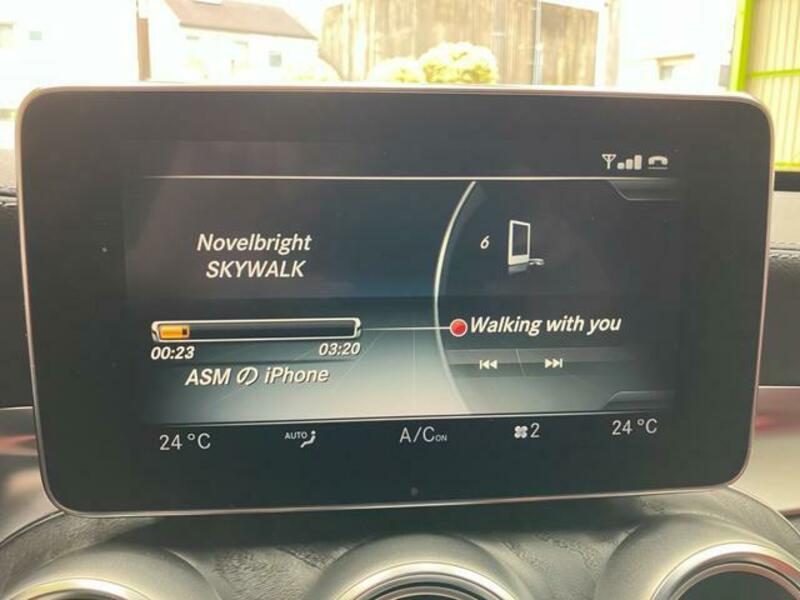 Novelbright
SKYWALK
6
Walking with you
00:23
03:20
ASM の iPhone
24°C
AUTO
A/C ON
2
24°C